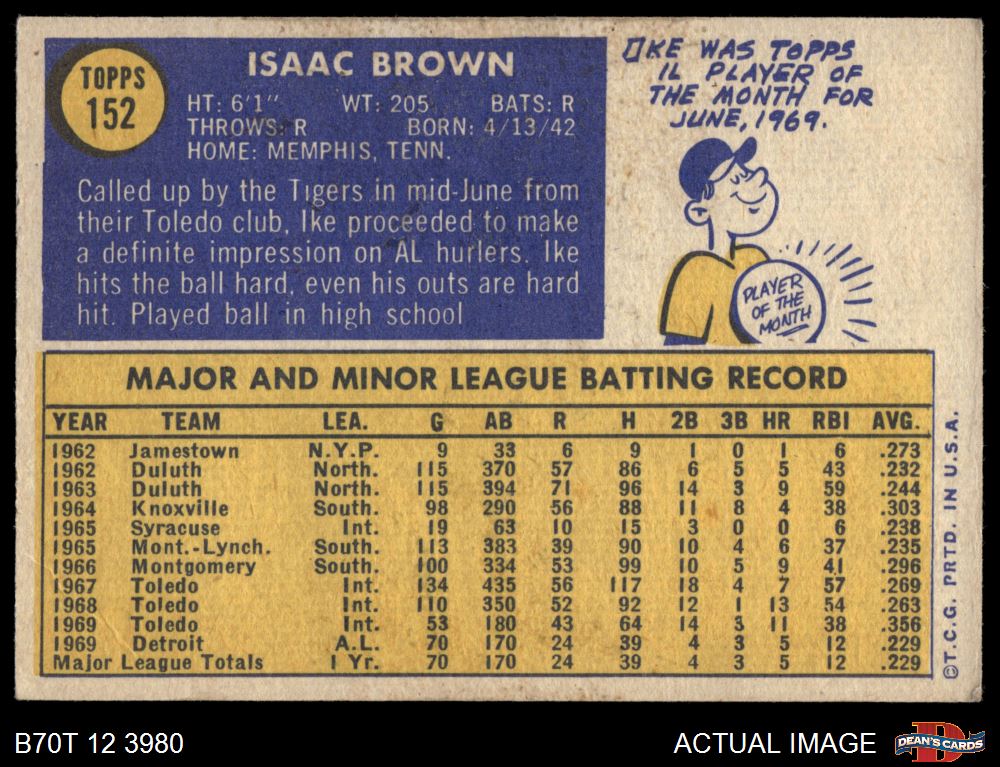 TOPPS
152
ISAAC BROWN
HT: 6'1" WT: 205 BATS: R
THROWS: R BORN: 4/13/42
HOME: MEMPHIS, TENN.
Called up by the Tigers in mid-June from
their Toledo club, Ike proceeded to make
a definite impression on AL hurlers. Ike
hits the ball hard, even his outs are hard
hit. Played ball in high school
IKE WAS TOPPS
IL PLAYER OF
THE MONTH FOR
JUNE, 1969.
PLAYER
OF THE
MONTH
MAJOR AND MINOR LEAGUE BATTING RECORD
YEAR TEAM LEA. G AB R H 2B 3B HR RBI AVG.
1962 Jamestown N.Y.P. 9 33 6 9 1 0 1 6 .273
1962 Duluth North. 115 370 57 86 6 5 5 43 .232
1963 Duluth North. 115 394 71 96 14 3 9 59 .244
1964 Knoxville South. 98 290 56 88 11 8 4 38 .303
1965 Syracuse Int. 19 63 10 15 3 0 0 6 .238
1965 Mont.-Lynch. South. 113 383 39 90 10 4 6 37 .235
1966 Montgomery South. 100 334 53 99 10 5 9 41 .296
1967 Toledo Int. 134 435 56 117 18 4 7 57 .269
1968 Toledo Int. 110 350 52 92 12 1 13 54 .263
1969 Toledo Int. 53 180 43 64 14 3 11 38 .356
1969 Detroit A.L. 70 170 24 39 4 3 5 12 .229
Major League Totals 1 Yr. 70 170 24 39 4 3 5 12 .229
©T.C.G. PRTD. IN U.S.A.
B70T 12 3980
ACTUAL IMAGE
DEAN'S CARDS